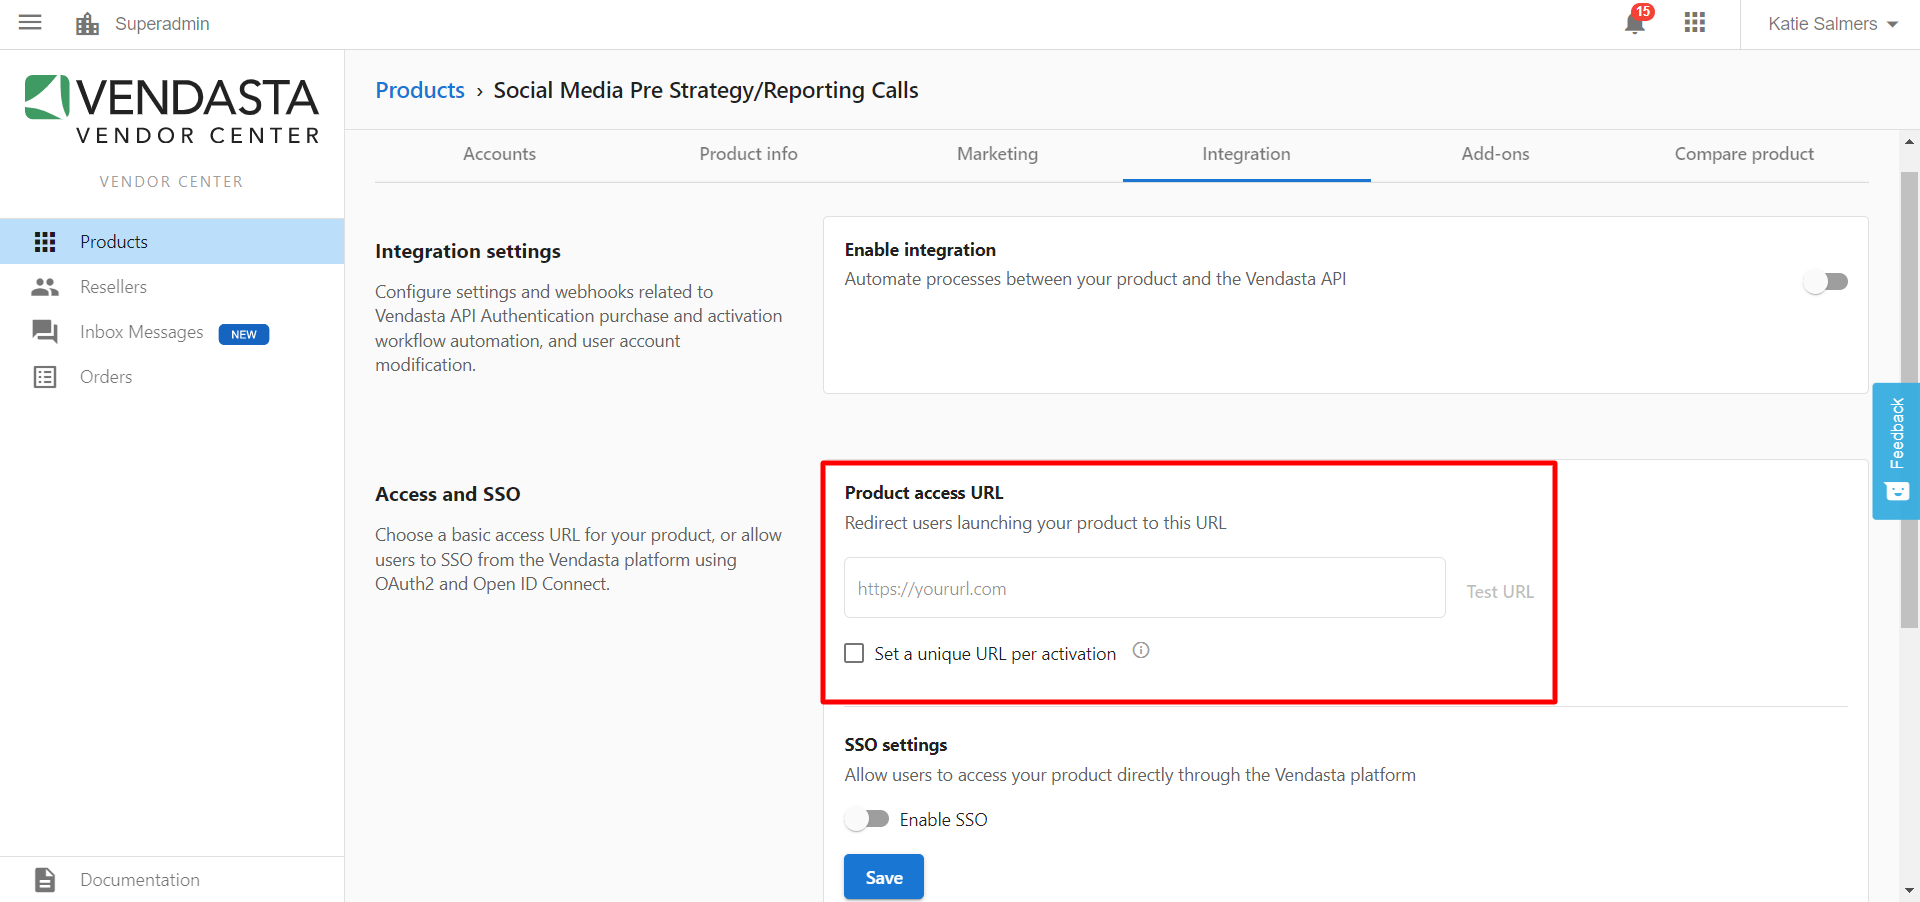 Superadmin
15
Katie Salmers
VENDASTA
VENDOR CENTER
VENDOR CENTER
Products
Resellers
Inbox Messages NEW
Orders
Documentation
Products › Social Media Pre Strategy/Reporting Calls
Accounts Product info Marketing Integration Add-ons Compare product
Integration settings
Configure settings and webhooks related to
Vendasta API Authentication purchase and activation
workflow automation, and user account
modification.
Enable integration
Automate processes between your product and the Vendasta API
Access and SSO
Choose a basic access URL for your product, or allow
users to SSO from the Vendasta platform using
OAuth2 and Open ID Connect.
Product access URL
Redirect users launching your product to this URL
https://yoururl.com
Test URL
Set a unique URL per activation
SSO settings
Allow users to access your product directly through the Vendasta platform
Enable SSO
Save
Feedback